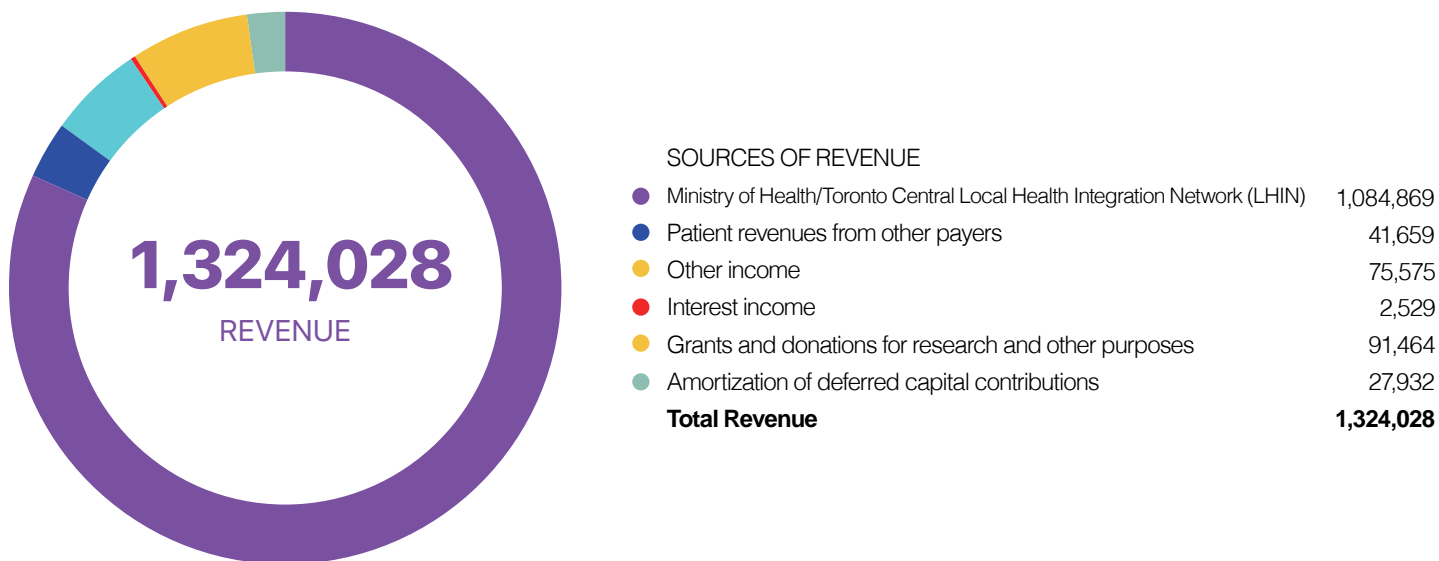 1,324,028
REVENUE
SOURCES OF REVENUE
Ministry of Health/Toronto Central Local Health Integration Network (LHIN) 1,084,869
Patient revenues from other payers 41,659
Other income 75,575
Interest income 2,529
Grants and donations for research and other purposes 91,464
Amortization of deferred capital contributions 27,932
Total Revenue 1,324,028